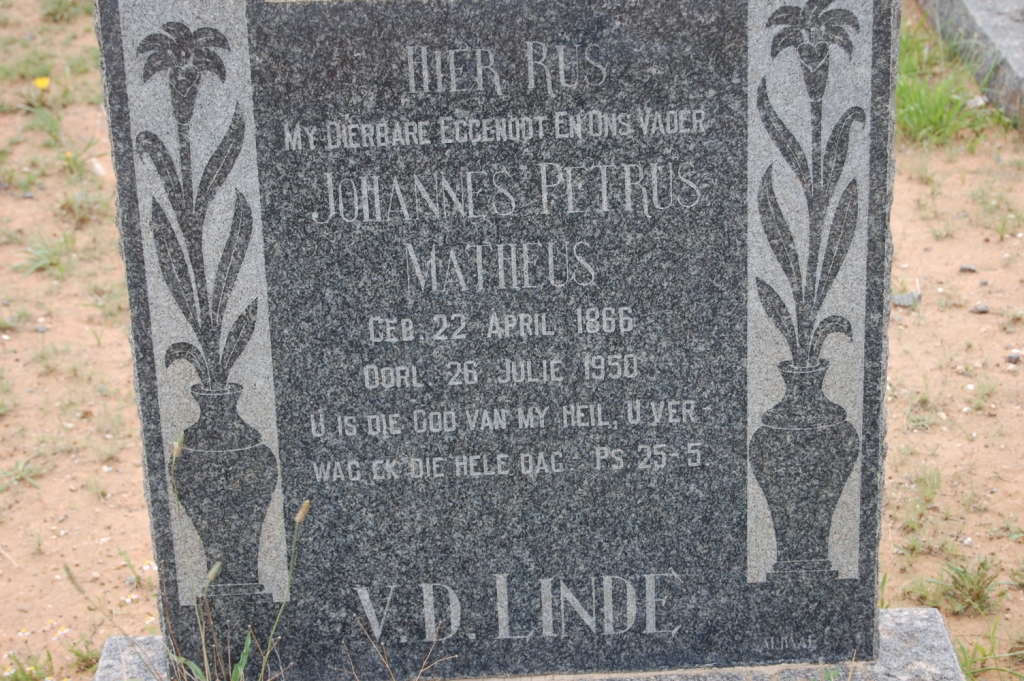 HIER RUS
MY DIERBARE EGGENOOT EN ONS VADER
JOHANNES PETRUS
MATHEUS
GEB. 22 APRIL 1866
OORL. 26 JULIE 1950
U IS DIE GOD VAN MY HEIL, U VER
WAG EK DIE HELE DAG PS 25-5
V.D. LINDE